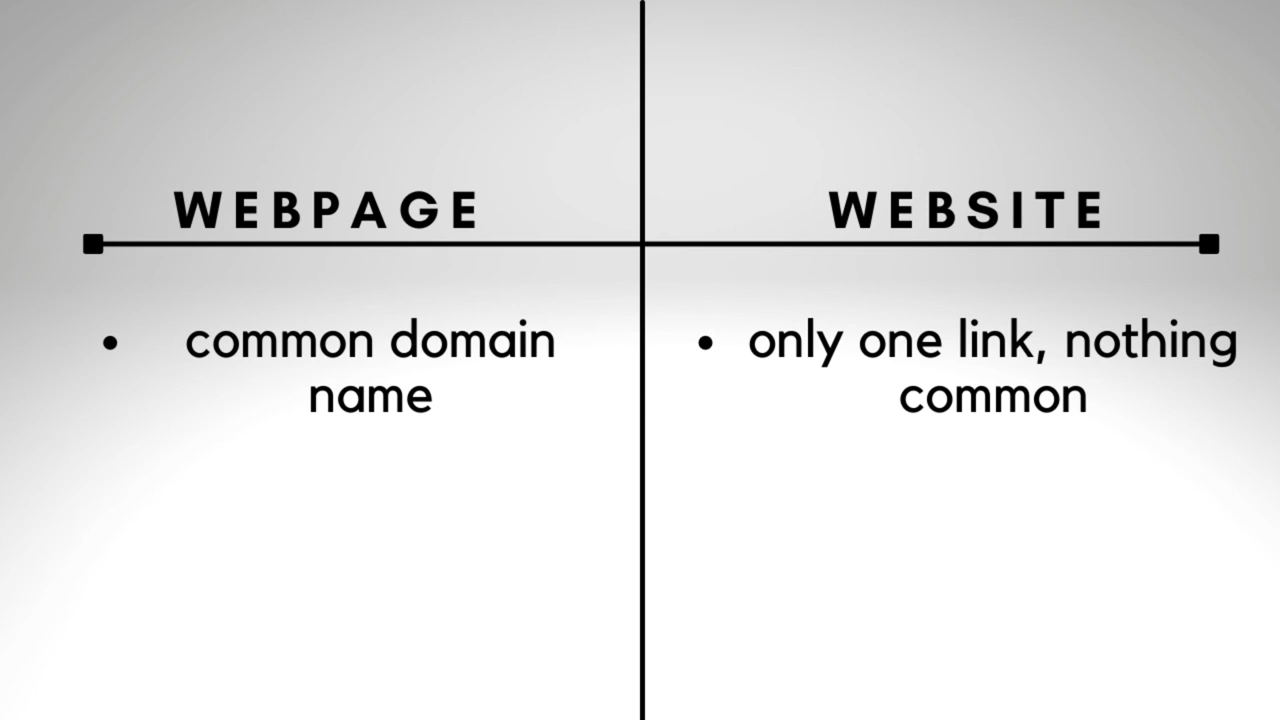 WEBPAGE
WEBSITE
• common domain
name
• only one link, nothing
common